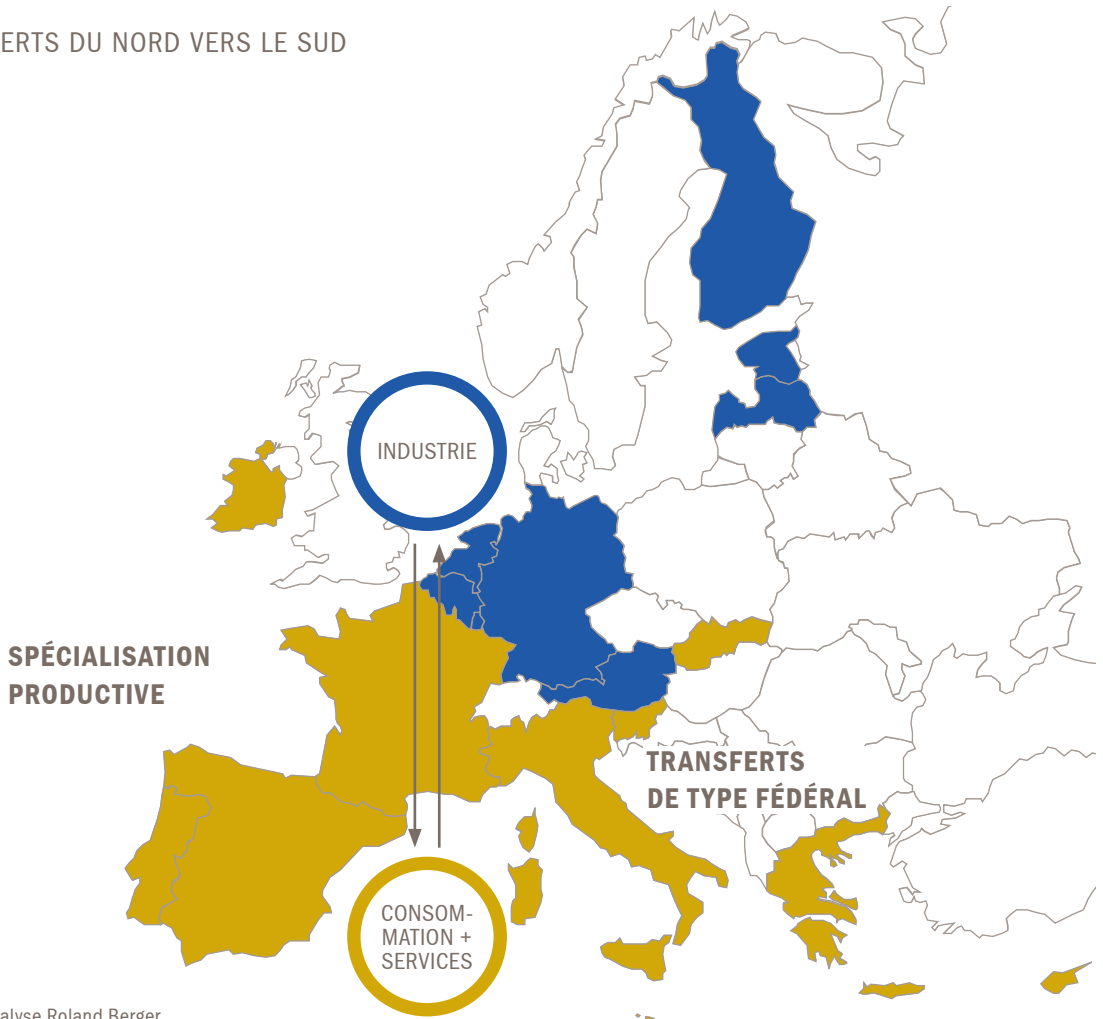 ERTS DU NORD VERS LE SUD
INDUSTRIE
SPÉCIALISATION
PRODUCTIVE
TRANSFERTS
DE TYPE FÉDÉRAL
CONSOM-
MATION +
SERVICES
alyse Roland Berger